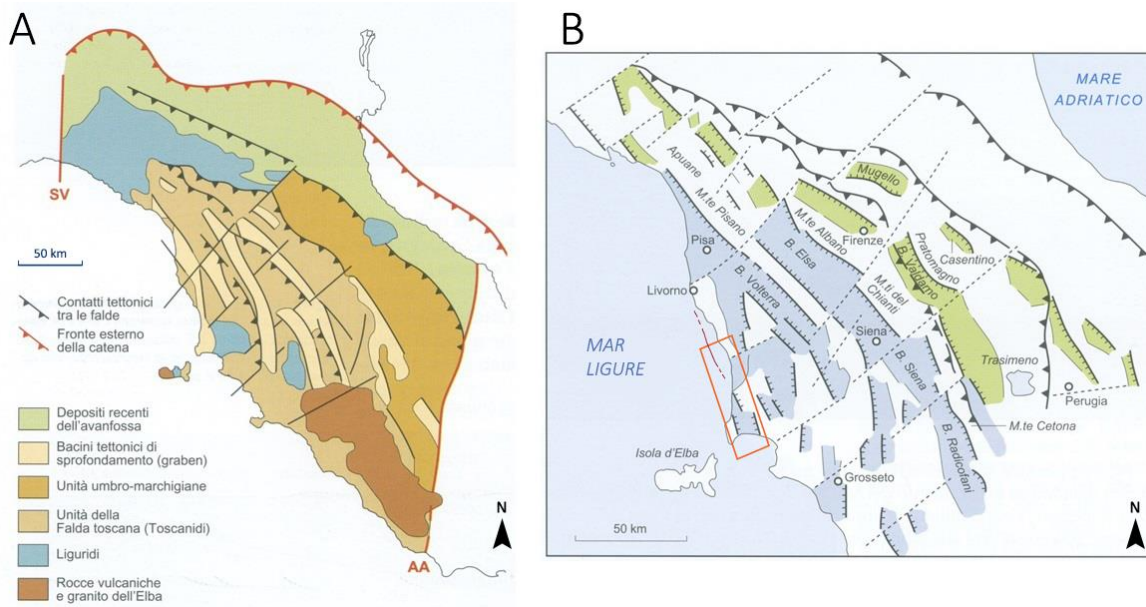 A
SV
50 km
Contatti tettonici
tra le falde
Fronte esterno
della catena
Depositi recenti
dell'avanfossa
Bacini tettonici di
sprofondamento (graben)
Unità umbro-marchigiane
Unità della
Falda toscana (Toscanidi)
Liguridi
Rocce vulcaniche
e granito dell'Elba
AA
N
B
MARE
ADRIATICO
Apuane
M.te Pisano
Mugello
M.te Albano
Firenze
Pratomagno
Casentino
B. Valdarno
Pisa
B. Elsa
Livorno
B. Volterra
M.ti del
Chianti
Siena
MAR
LIGURE
B. Siena
Trasimeno
Perugia
M.te Cetona
B. Radicofani
Isola d'Elba
Grosseto
50 km
N